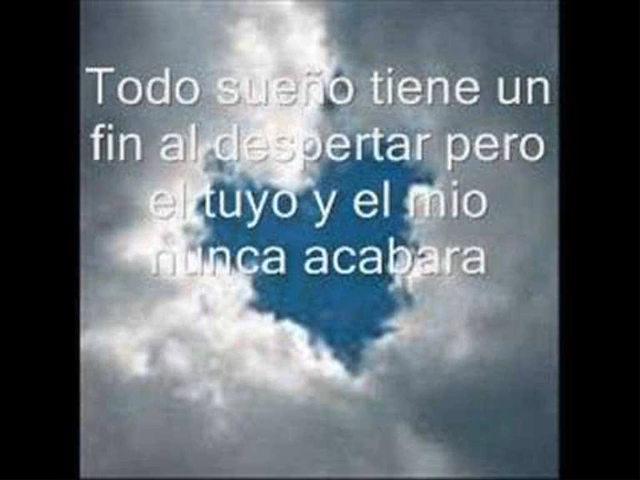 Todo sueño tiene un
fin al despertar pero
el tuyo y el mio
nunca acabara